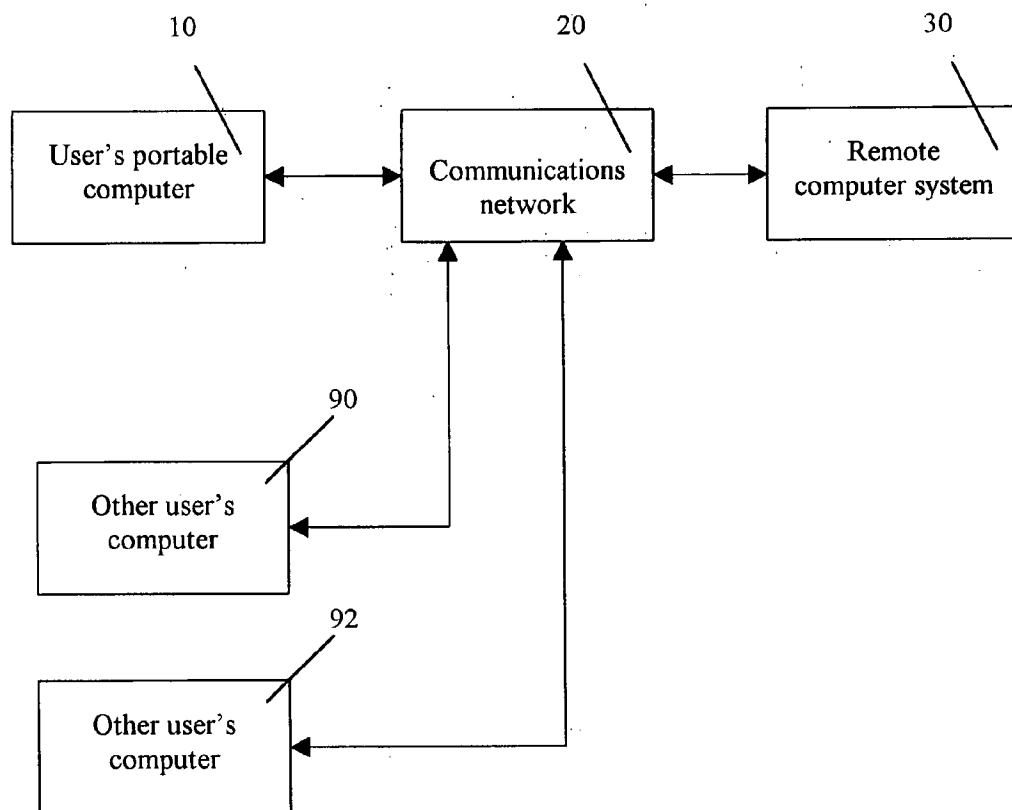 10
20
30
User's portable
computer
Communications
network
Remote
computer system
90
Other user's
computer
92
Other user's
computer